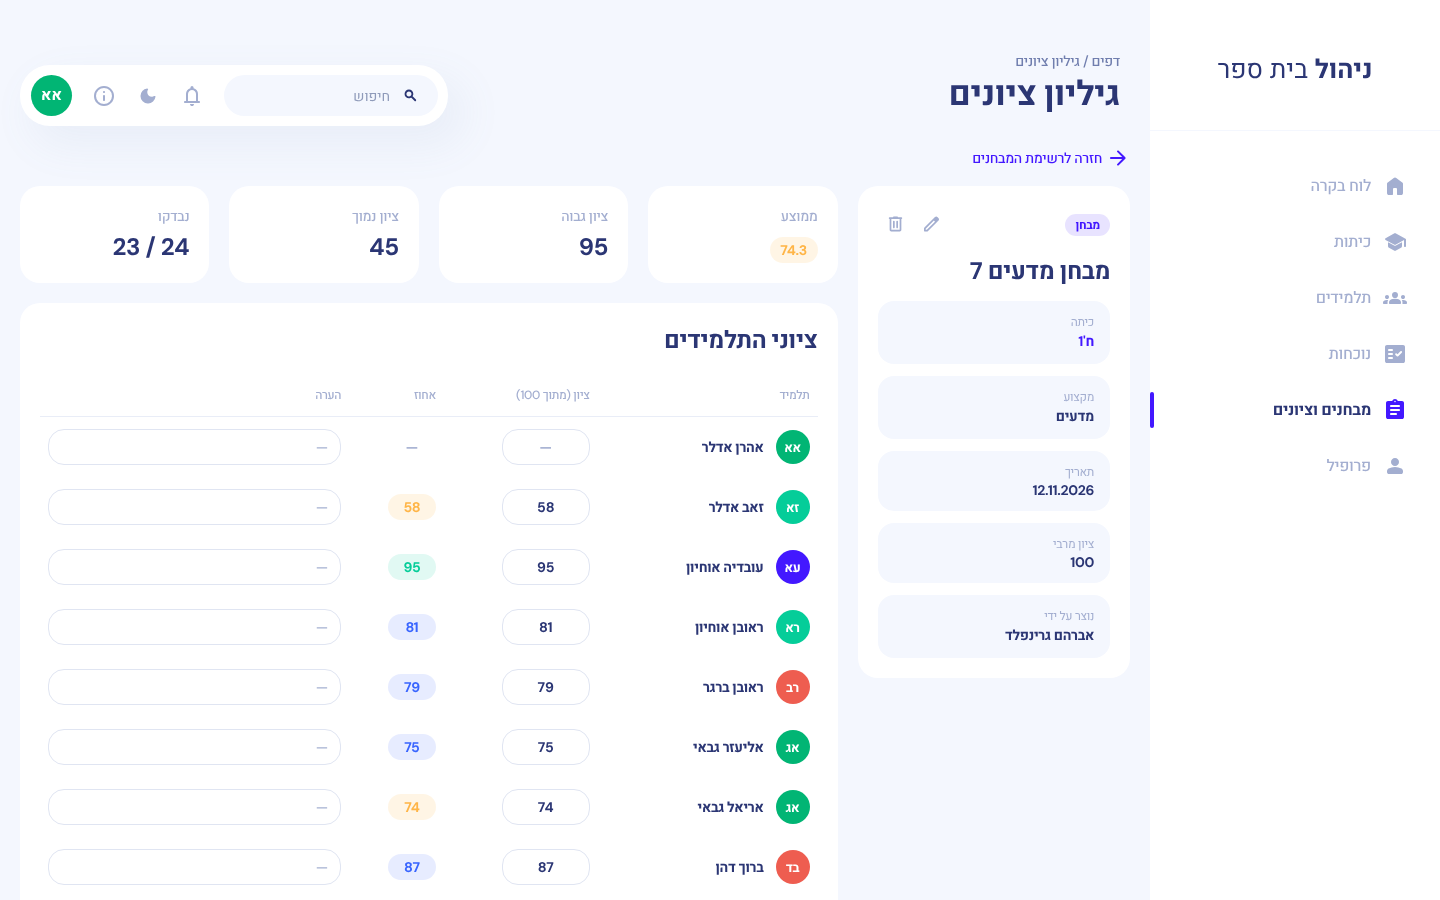 ניהול בית ספר
לוח בקרה
כיתות
תלמידים
נוכחות
מבחנים וציונים
פרופיל
דפים / גיליון ציונים
גיליון ציונים
חיפוש
אא
חזרה לרשימת המבחנים
מבחן
מבחן מדעים 7
כיתה
ח'1
מקצוע
מדעים
תאריך
12.11.2026
ציון מרבי
100
נוצר על ידי
אברהם גרינפלד
ממוצע
74.3
ציון גבוה
95
ציון נמוך
45
נבדקו
23 / 24
ציוני התלמידים
תלמיד ציון (מתוך 100) אחוז הערה
אא אהרן אדלר — — —
זא זאב אדלר 58 58 —
עא עובדיה אוחיון 95 95 —
רא ראובן אוחיון 81 81 —
רב ראובן ברגר 79 79 —
אג אליעזר גבאי 75 75 —
אג אריאל גבאי 74 74 —
בד ברוך דהן 87 87 —